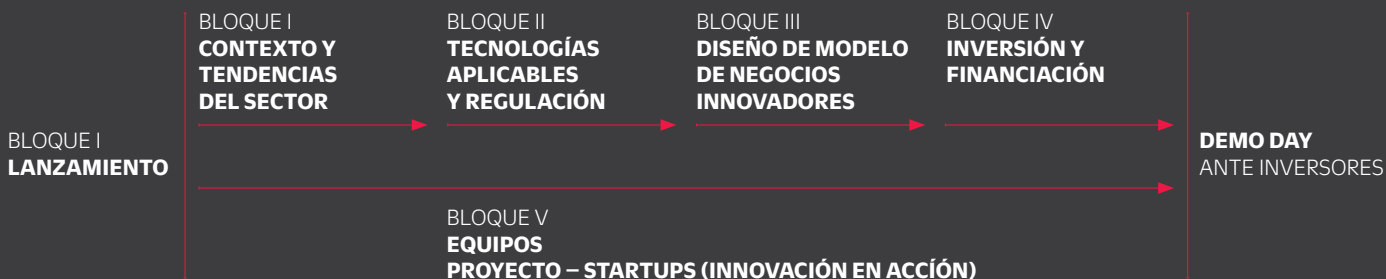 BLOQUE I
LANZAMIENTO
BLOQUE I
CONTEXTO Y
TENDENCIAS
DEL SECTOR
BLOQUE II
TECNOLOGÍAS
APLICABLES
Y REGULACIÓN
BLOQUE III
DISEÑO DE MODELO
DE NEGOCIOS
INNOVADORES
BLOQUE IV
INVERSIÓN Y
FINANCIACIÓN
BLOQUE V
EQUIPOS
PROYECTO – STARTUPS (INNOVACIÓN EN ACCÍÓN)
DEMO DAY
ANTE INVERSORES